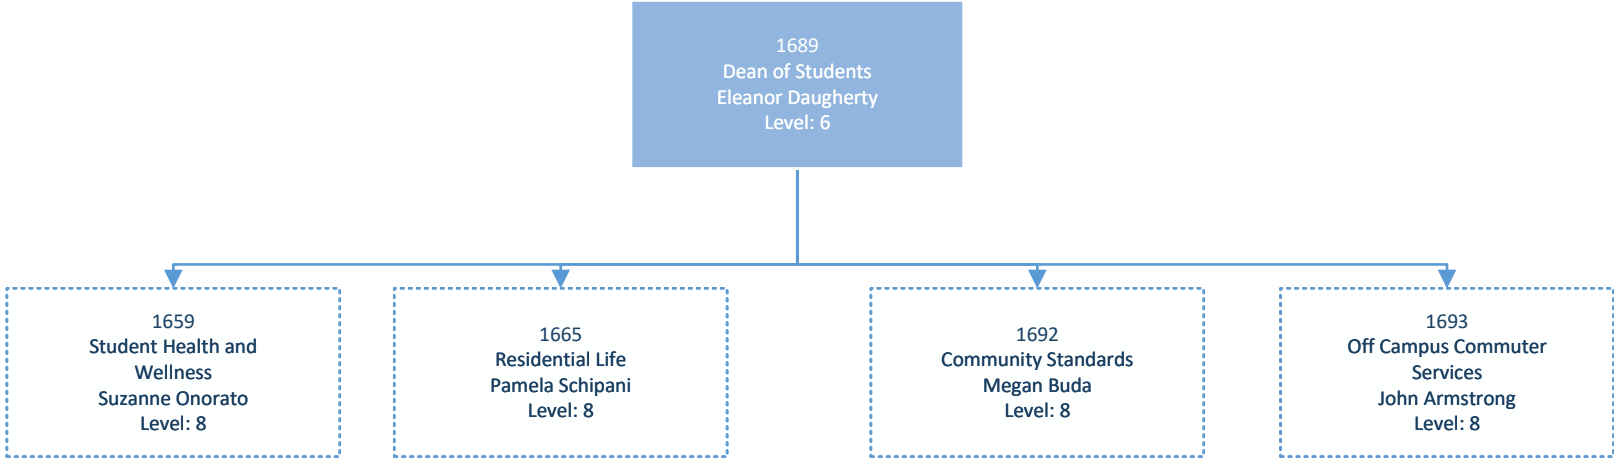 1689
Dean of Students
Eleanor Daugherty
Level: 6
1659
Student Health and
Wellness
Suzanne Onorato
Level: 8
1665
Residential Life
Pamela Schipani
Level: 8
1692
Community Standards
Megan Buda
Level: 8
1693
Off Campus Commuter
Services
John Armstrong
Level: 8